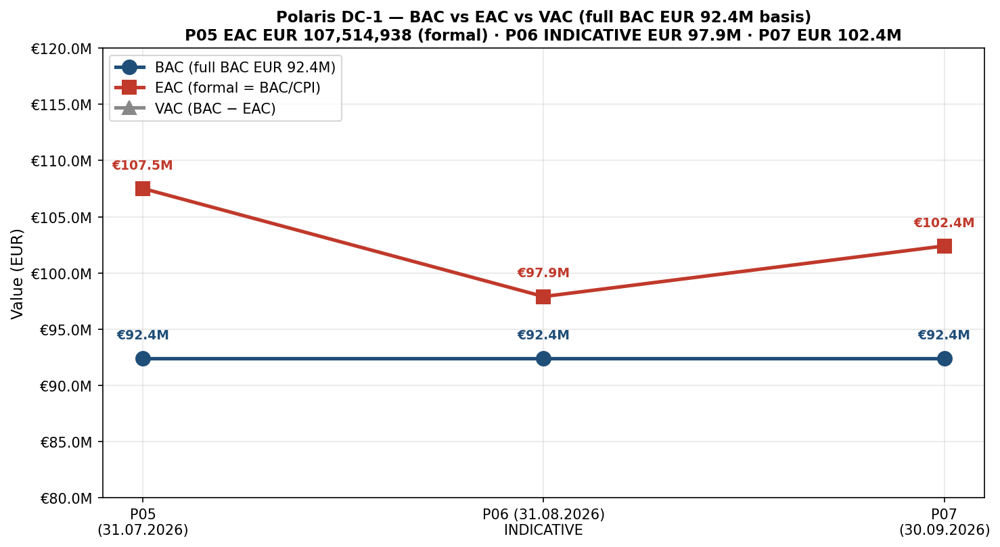 Polaris DC-1 — BAC vs EAC vs VAC (full BAC EUR 92.4M basis)
P05 EAC EUR 107,514,938 (formal) · P06 INDICATIVE EUR 97.9M · P07 EUR 102.4M
BAC (full BAC EUR 92.4M)
EAC (formal = BAC/CPI)
VAC (BAC − EAC)
Value (EUR)
€120.0M
€115.0M
€110.0M
€105.0M
€100.0M
€95.0M
€90.0M
€85.0M
€80.0M
€107.5M
€97.9M
€102.4M
€92.4M
€92.4M
€92.4M
P05
(31.07.2026)
P06 (31.08.2026)
INDICATIVE
P07
(30.09.2026)